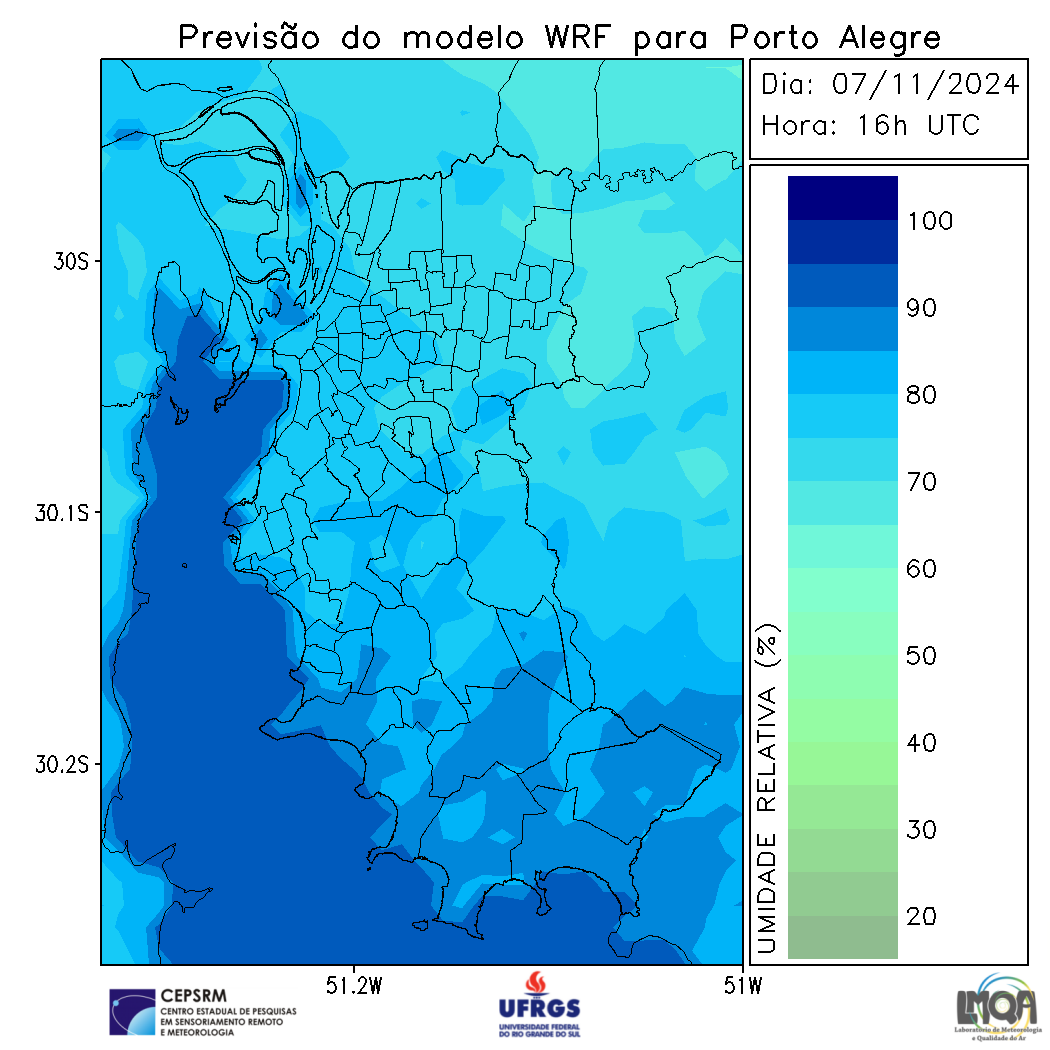 Previsão do modelo WRF para Porto Alegre
Dia: 07/11/2024
Hora: 16h UTC
30S
30.1S
30.2S
51.2W
51W
UMIDADE RELATIVA (%)
100
90
80
70
60
50
40
30
20
CEPSRM
CENTRO ESTADUAL DE PESQUISAS
EM SENSORIAMENTO REMOTO
E METEOROLOGIA
UFRGS
UNIVERSIDADE FEDERAL
DO RIO GRANDE DO SUL
LMQA
Laboratório de Meteorologia
e Qualidade do Ar